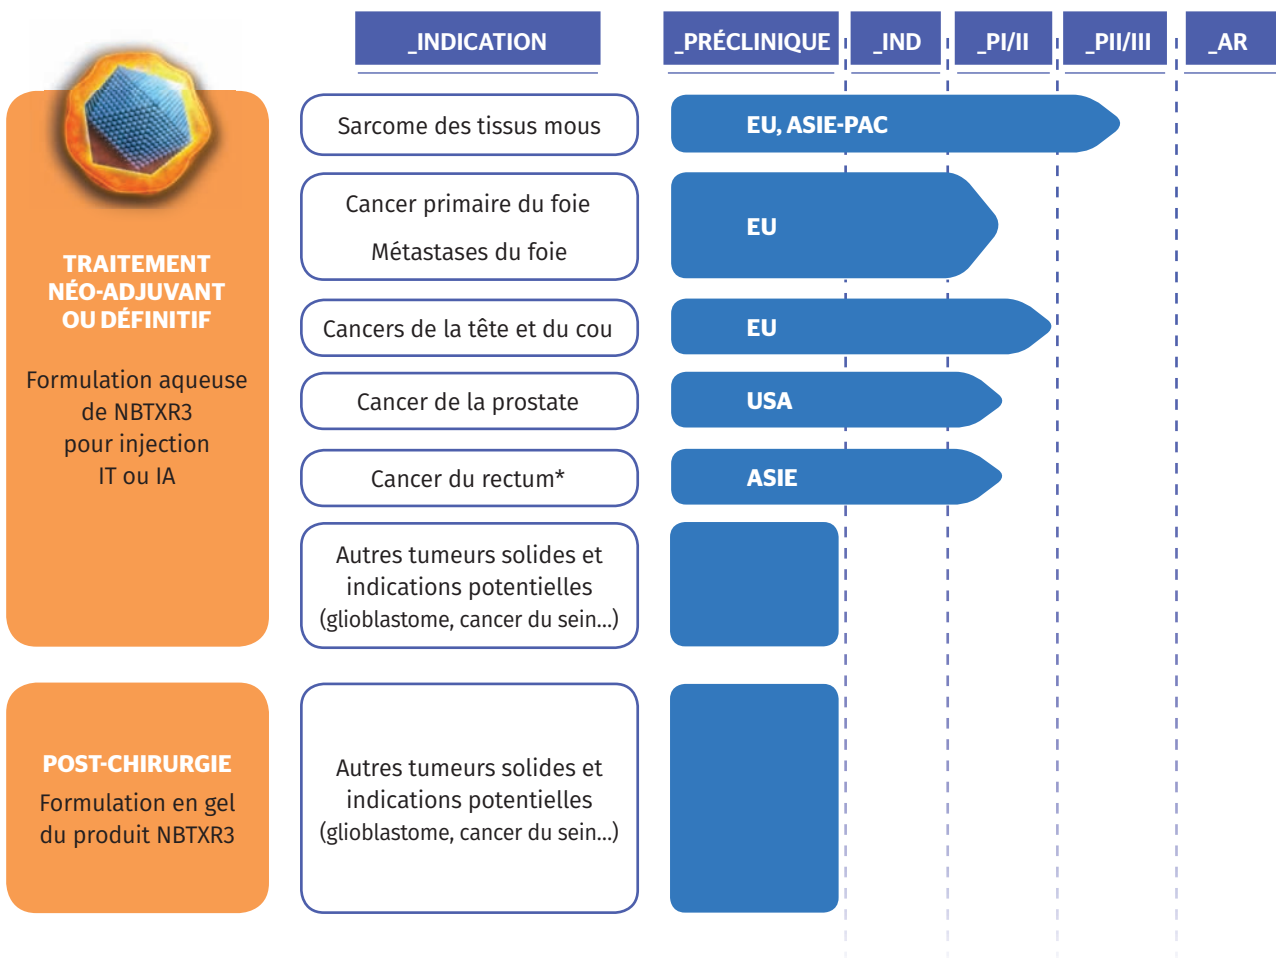 _INDICATION
_PRÉCLINIQUE
_IND
_PI/II
_PII/III
_AR
TRAITEMENT
NÉO-ADJUVANT
OU DÉFINITIF
Formulation aqueuse
de NBTXR3
pour injection
IT ou IA
Sarcome des tissus mous
EU, ASIE-PAC
Cancer primaire du foie
Métastases du foie
EU
Cancers de la tête et du cou
EU
Cancer de la prostate
USA
Cancer du rectum*
ASIE
Autres tumeurs solides et
indications potentielles
(glioblastome, cancer du sein...)
POST-CHIRURGIE
Formulation en gel
du produit NBTXR3
Autres tumeurs solides et
indications potentielles
(glioblastome, cancer du sein...)